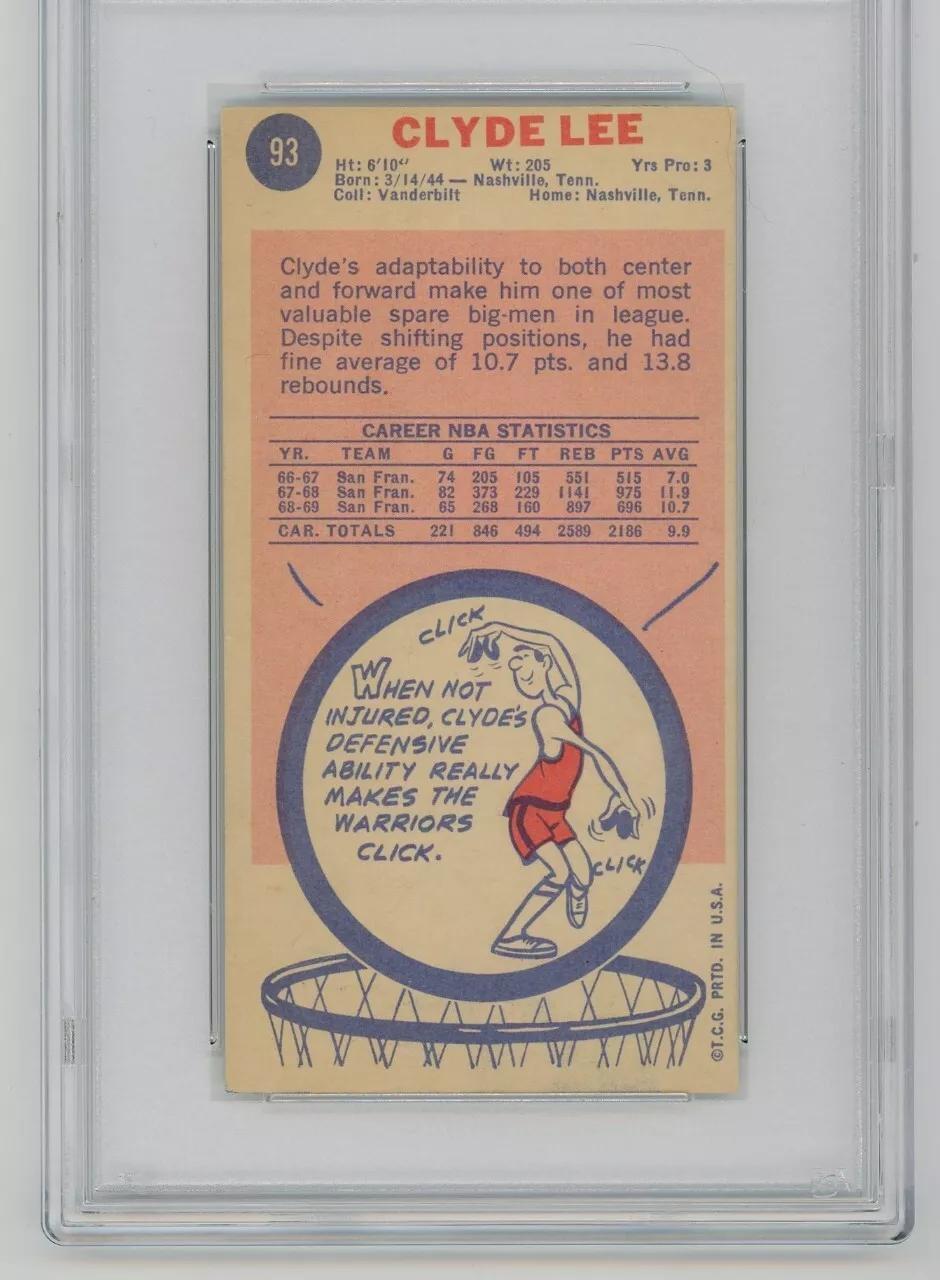 93
CLYDE LEE
Ht: 6'10" Wt: 205 Yrs Pro: 3
Born: 3/14/44 — Nashville, Tenn.
Coll: Vanderbilt Home: Nashville, Tenn.
Clyde's adaptability to both center
and forward make him one of most
valuable spare big-men in league.
Despite shifting positions, he had
fine average of 10.7 pts. and 13.8
rebounds.
CAREER NBA STATISTICS
YR. TEAM G FG FT REB PTS AVG
66-67 San Fran. 74 205 105 551 515 7.0
67-68 San Fran. 82 373 229 1141 975 11.9
68-69 San Fran. 65 268 160 897 696 10.7
CAR. TOTALS 221 846 494 2589 2186 9.9
CLICK
WHEN NOT
INJURED, CLYDE'S
DEFENSIVE
ABILITY REALLY
MAKES THE
WARRIORS
CLICK.
CLICK
©T.C.G. PRTD. IN U.S.A.